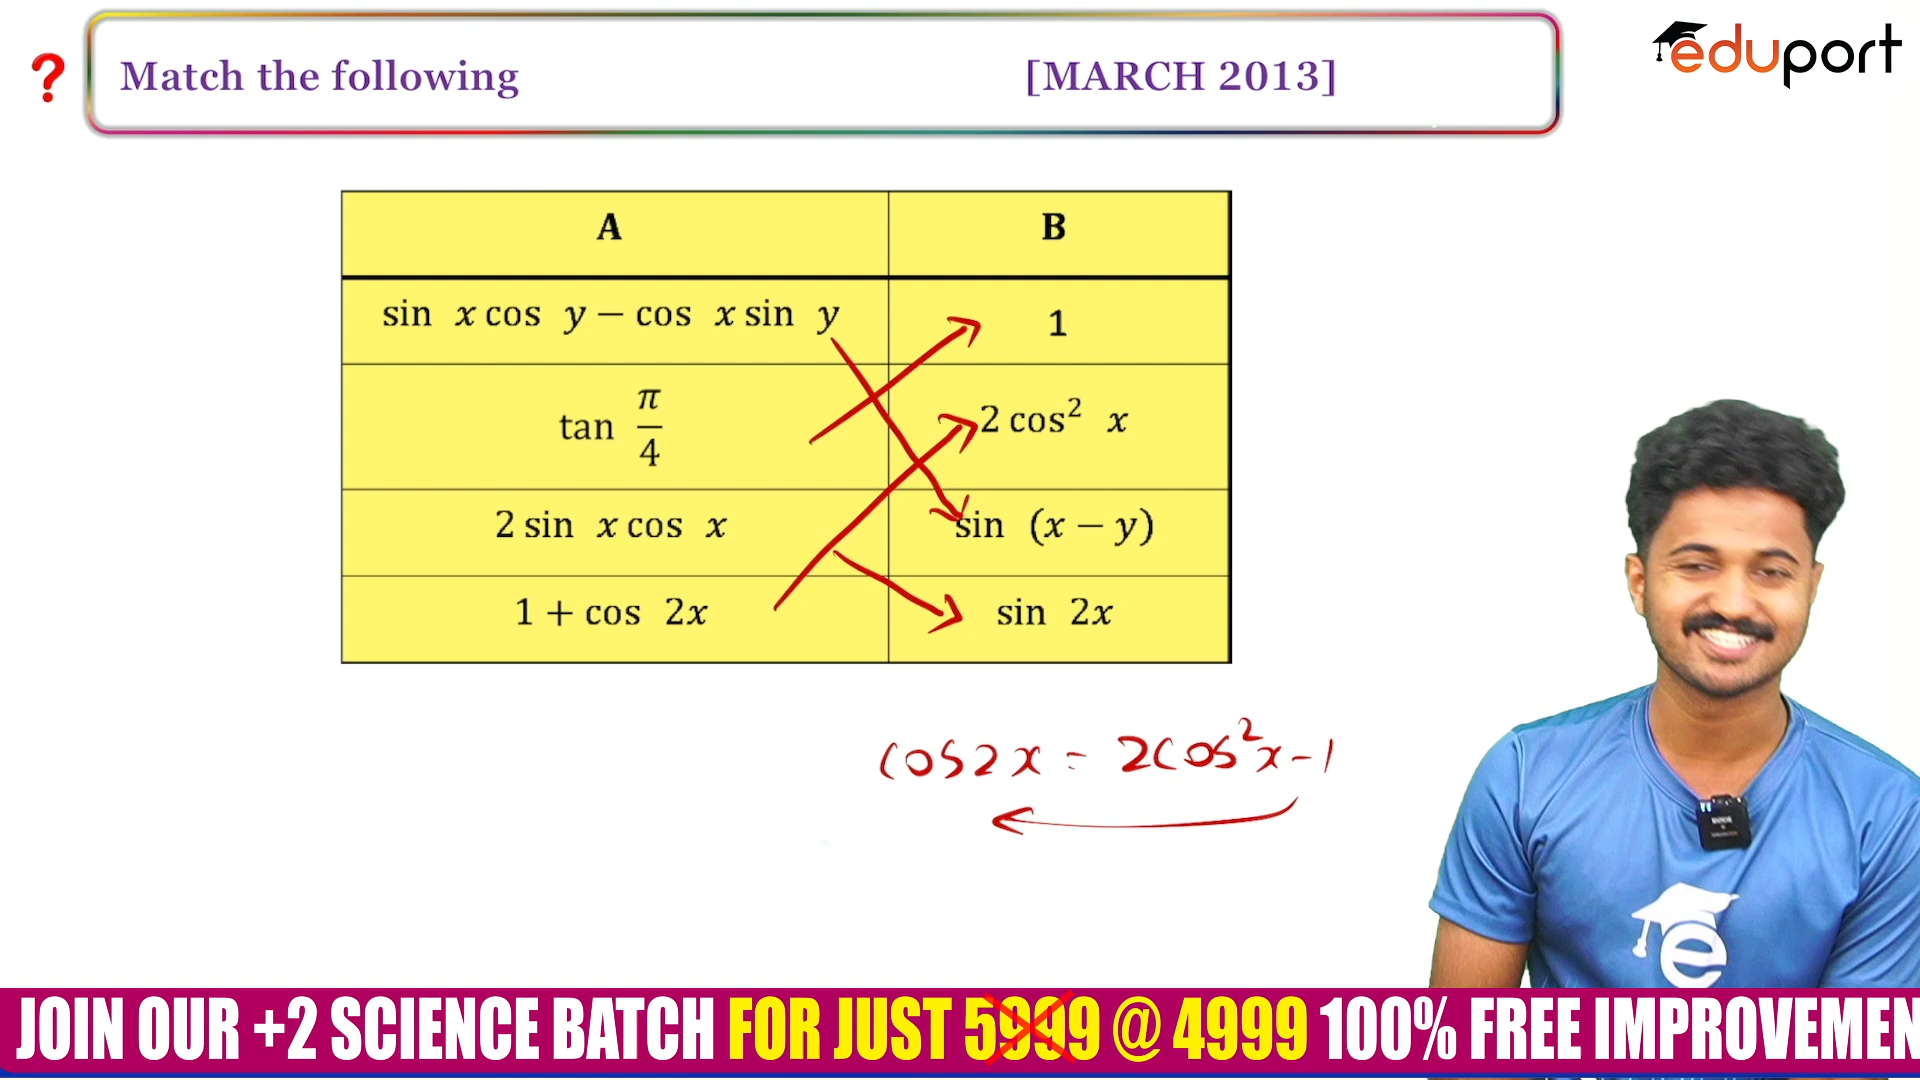 ?
Match the following [MARCH 2013]
eduport
A B
sin x cos y − cos x sin y 1
tan π/4 2 cos² x
2 sin x cos x sin (x − y)
1 + cos 2x sin 2x
cos2x = 2cos²x-1
e
JOIN OUR +2 SCIENCE BATCH FOR JUST 5999 @ 4999 100% FREE IMPROVEMEN